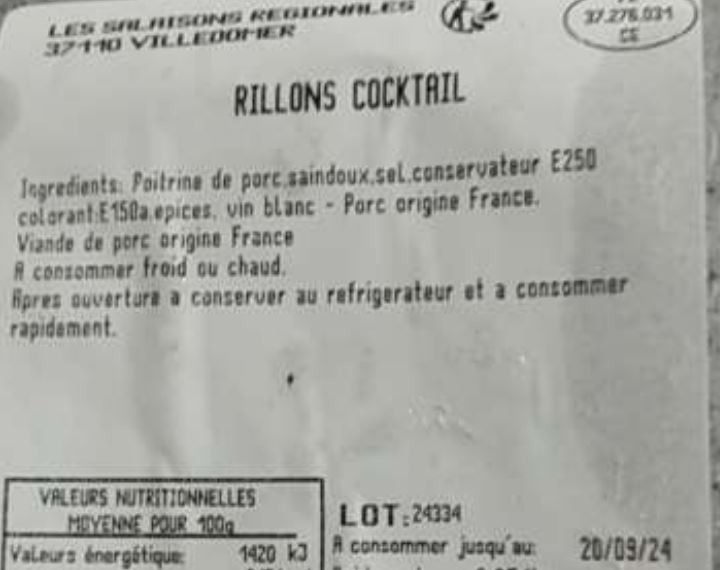 LES SALAISONS REGIONALES
37110 VILLEDOMER
37.276.031
CE
RILLONS COCKTAIL
Ingredients: Poitrine de porc,saindoux,sel,conservateur E250
colorant:E150a,epices, vin blanc - Porc origine France.
Viande de porc origine France
A consommer froid ou chaud.
Apres ouverture a conserver au refrigerateur et a consommer
rapidement.
VALEURS NUTRITIONNELLES
MOYENNE POUR 100g
Valeurs énergétique: 1420 kJ
LOT:24334
A consommer jusqu'au: 20/09/24